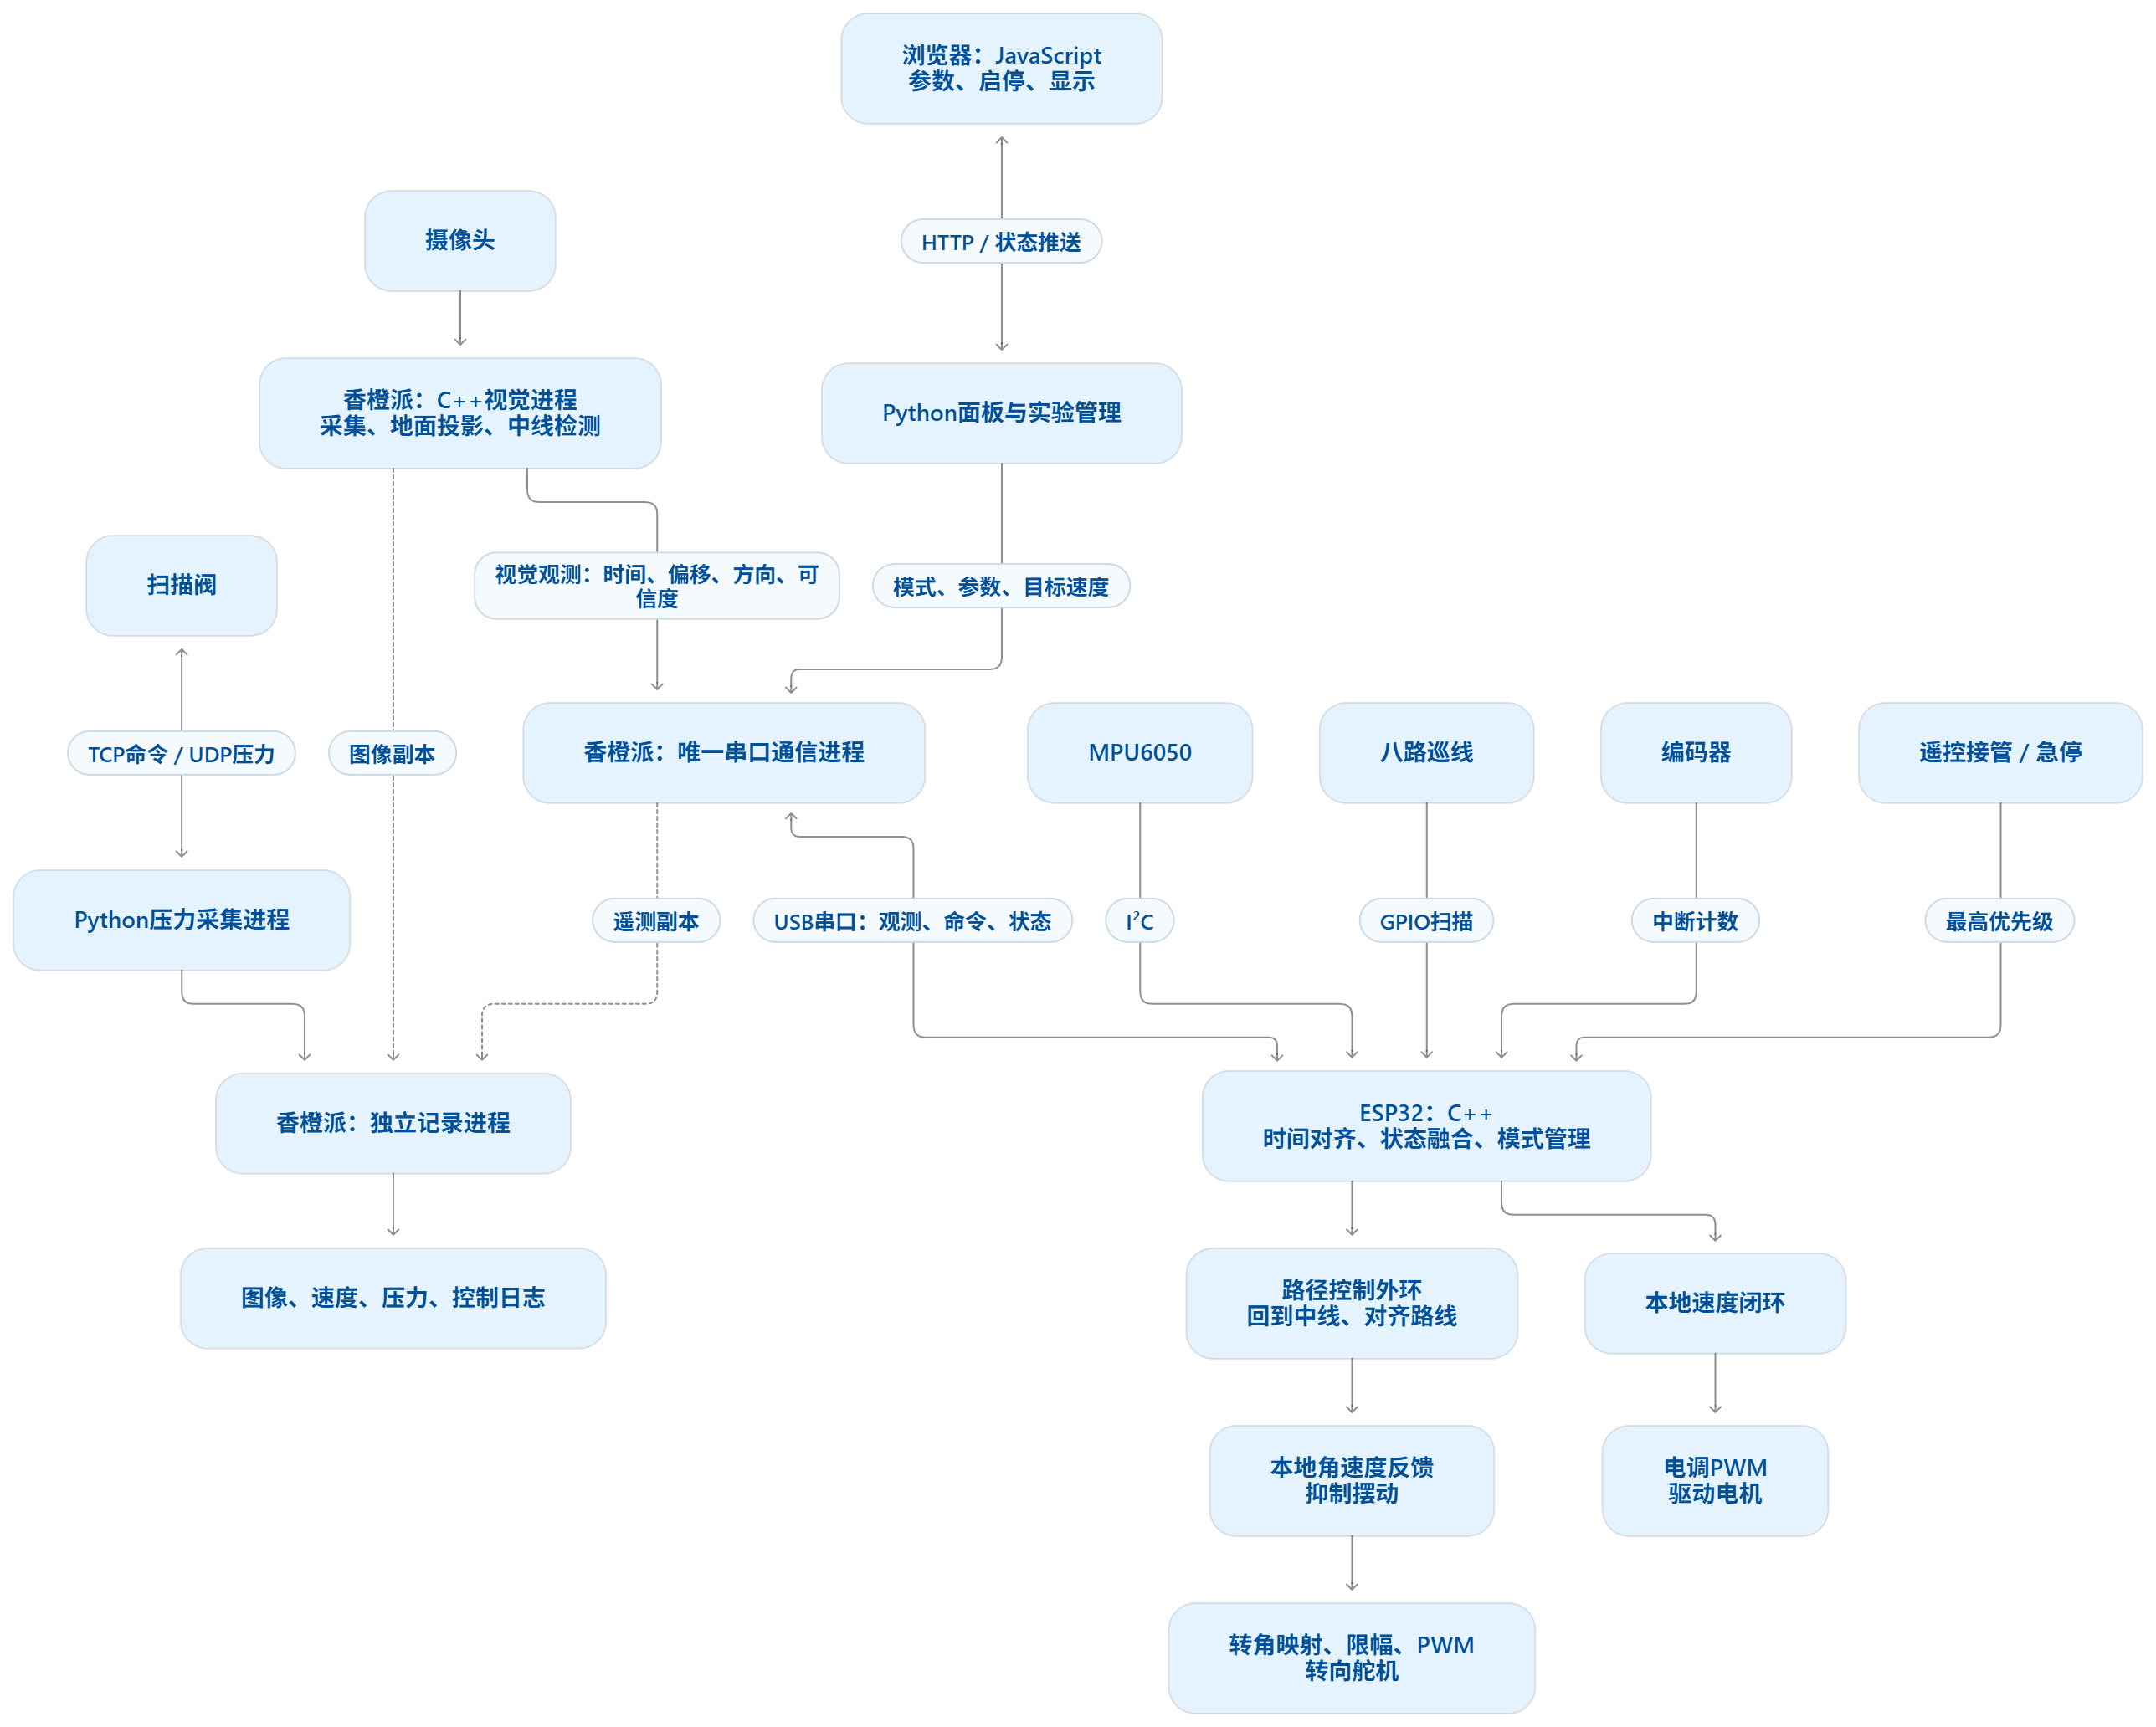 浏览器：JavaScript
参数、启停、显示
摄像头
HTTP / 状态推送
香橙派：C++视觉进程
采集、地面投影、中线检测
Python面板与实验管理
扫描阀
视觉观测：时间、偏移、方向、可
信度
模式、参数、目标速度
TCP命令 / UDP压力
图像副本
香橙派：唯一串口通信进程
MPU6050
八路巡线
编码器
遥控接管 / 急停
Python压力采集进程
遥测副本
USB串口：观测、命令、状态
I²C
GPIO扫描
中断计数
最高优先级
香橙派：独立记录进程
ESP32：C++
时间对齐、状态融合、模式管理
图像、速度、压力、控制日志
路径控制外环
回到中线、对齐路线
本地速度闭环
本地角速度反馈
抑制摆动
电调PWM
驱动电机
转角映射、限幅、PWM
转向舵机